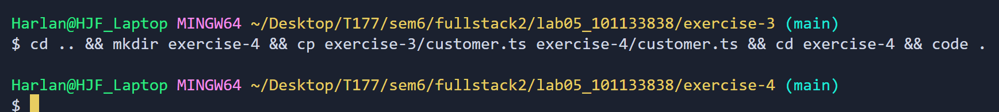 Harlan@HJF_Laptop MINGW64 ~/Desktop/T177/sem6/fullstack2/lab05_101133838/exercise-3 (main)
$ cd .. && mkdir exercise-4 && cp exercise-3/customer.ts exercise-4/customer.ts && cd exercise-4 && code .
Harlan@HJF_Laptop MINGW64 ~/Desktop/T177/sem6/fullstack2/lab05_101133838/exercise-4 (main)
$